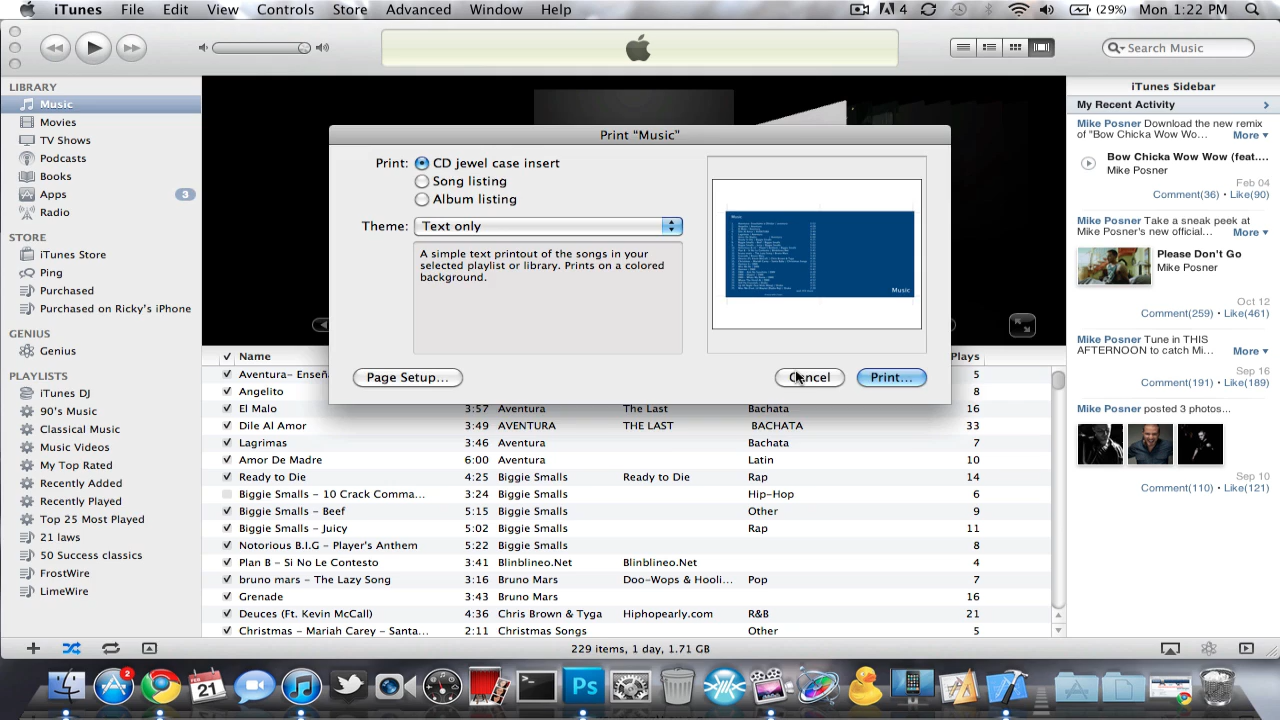 iTunes File Edit View Controls Store Advanced Window Help
4 (29%) Mon 1:22 PM
Search Music
LIBRARY
Music
Movies
TV Shows
Podcasts
Books
Apps 3
Radio
GENIUS
Genius
Purchased on Ricky's iPhone
PLAYLISTS
iTunes DJ
90's Music
Classical Music
Music Videos
My Top Rated
Recently Added
Recently Played
Top 25 Most Played
21 laws
50 Success classics
FrostWire
LimeWire
Print "Music"
Print: CD jewel case insert
Song listing
Album listing
Theme: Text only
A simple text printout of the songs in your
selected playlist or library. Prints on a colored
background.
Music
Music
Page Setup... Cancel Print...
Name Plays
Aventura- Enseñ 5
Angelito 8
El Malo 3:57 Aventura The Last Bachata 16
Dile Al Amor 3:49 AVENTURA THE LAST BACHATA 33
Lagrimas 3:46 Aventura Bachata 7
Amor De Madre 6:00 Aventura Latin 10
Ready to Die 4:25 Biggie Smalls Ready to Die Rap 14
Biggie Smalls – 10 Crack Comma... 3:24 Biggie Smalls Hip-Hop 6
Biggie Smalls – Beef 5:15 Biggie Smalls Other 9
Biggie Smalls – Juicy 5:02 Biggie Smalls Rap 11
Notorious B.I.G – Player's Anthem 5:22 Biggie Smalls 8
Plan B – Si No Le Contesto 3:41 Blinblineo.Net Blinblineo.Net 4
bruno mars – The Lazy Song 3:16 Bruno Mars Doo-Wops & Hooli... Pop 7
Grenade 3:43 Bruno Mars 16
Deuces (Ft. Kevin McCall) 4:36 Chris Brown & Tyga Hiphopearly.com R&B 21
Christmas – Mariah Carey – Santa... 2:11 Christmas Songs Other 5
229 items, 1 day, 1.71 GB
iTunes Sidebar
My Recent Activity
Mike Posner Download the new remix
of "Bow Chicka Wow Wo... More
Bow Chicka Wow Wow (feat....
Mike Posner
Feb 04
Comment(36) • Like(90)
Mike Posner Take a sneak peek at
Mike Posner's new official... More
Please Don't Go
Mike Posner
Oct 12
Comment(259) • Like(461)
Mike Posner Tune in THIS
AFTERNOON to catch Mi... More
Sep 16
Comment(191) • Like(189)
Mike Posner posted 3 photos...
Sep 10
Comment(110) • Like(121)
2
FEB
21
Ps